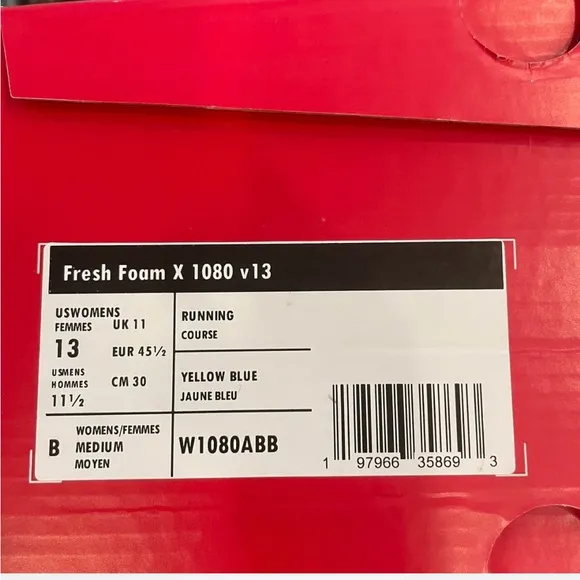 Fresh Foam X 1080 v13
USWOMENS
FEMMES
13
UK 11
EUR 45½
USMENS
HOMMES
11½
CM 30
RUNNING
COURSE
YELLOW BLUE
JAUNE BLEU
B
WOMENS/FEMMES
MEDIUM
MOYEN
W1080ABB
1 97966 35869 3